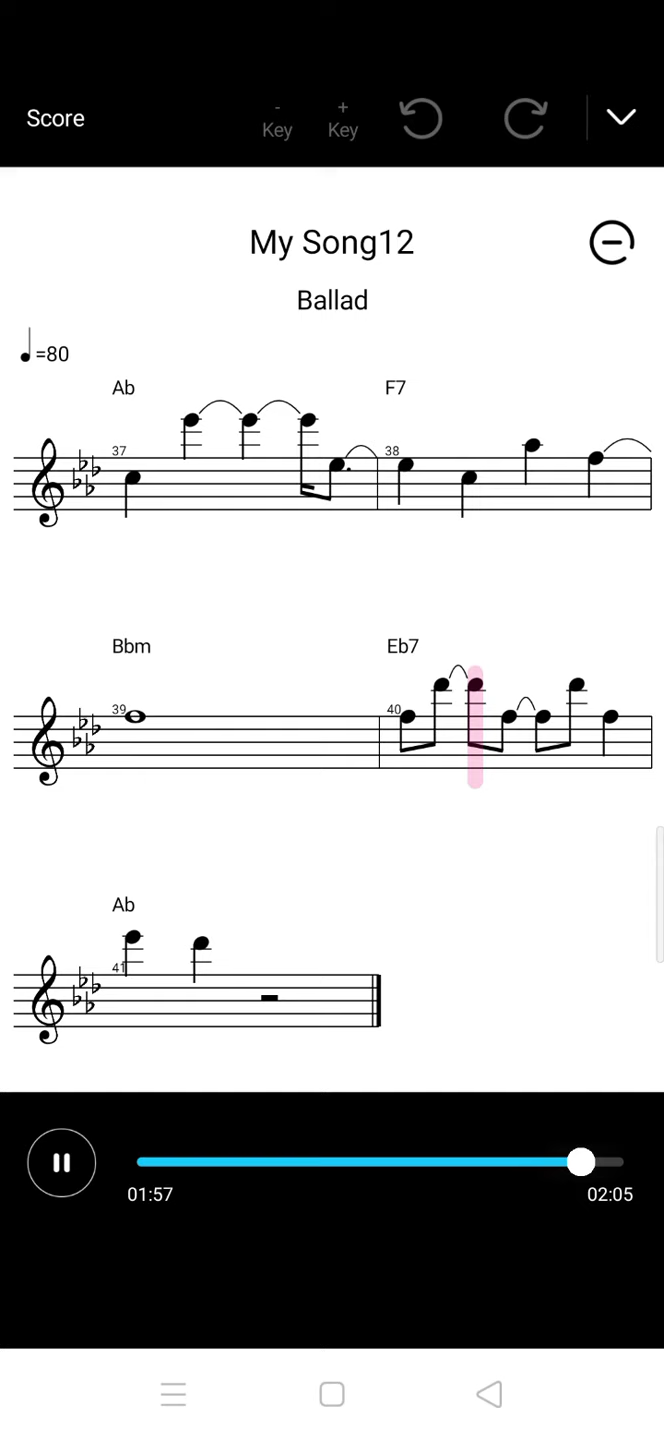 Score
- Key
+ Key
My Song12
Ballad
=80
Ab
F7
37
38
Bbm
Eb7
39
40
Ab
41
01:57
02:05